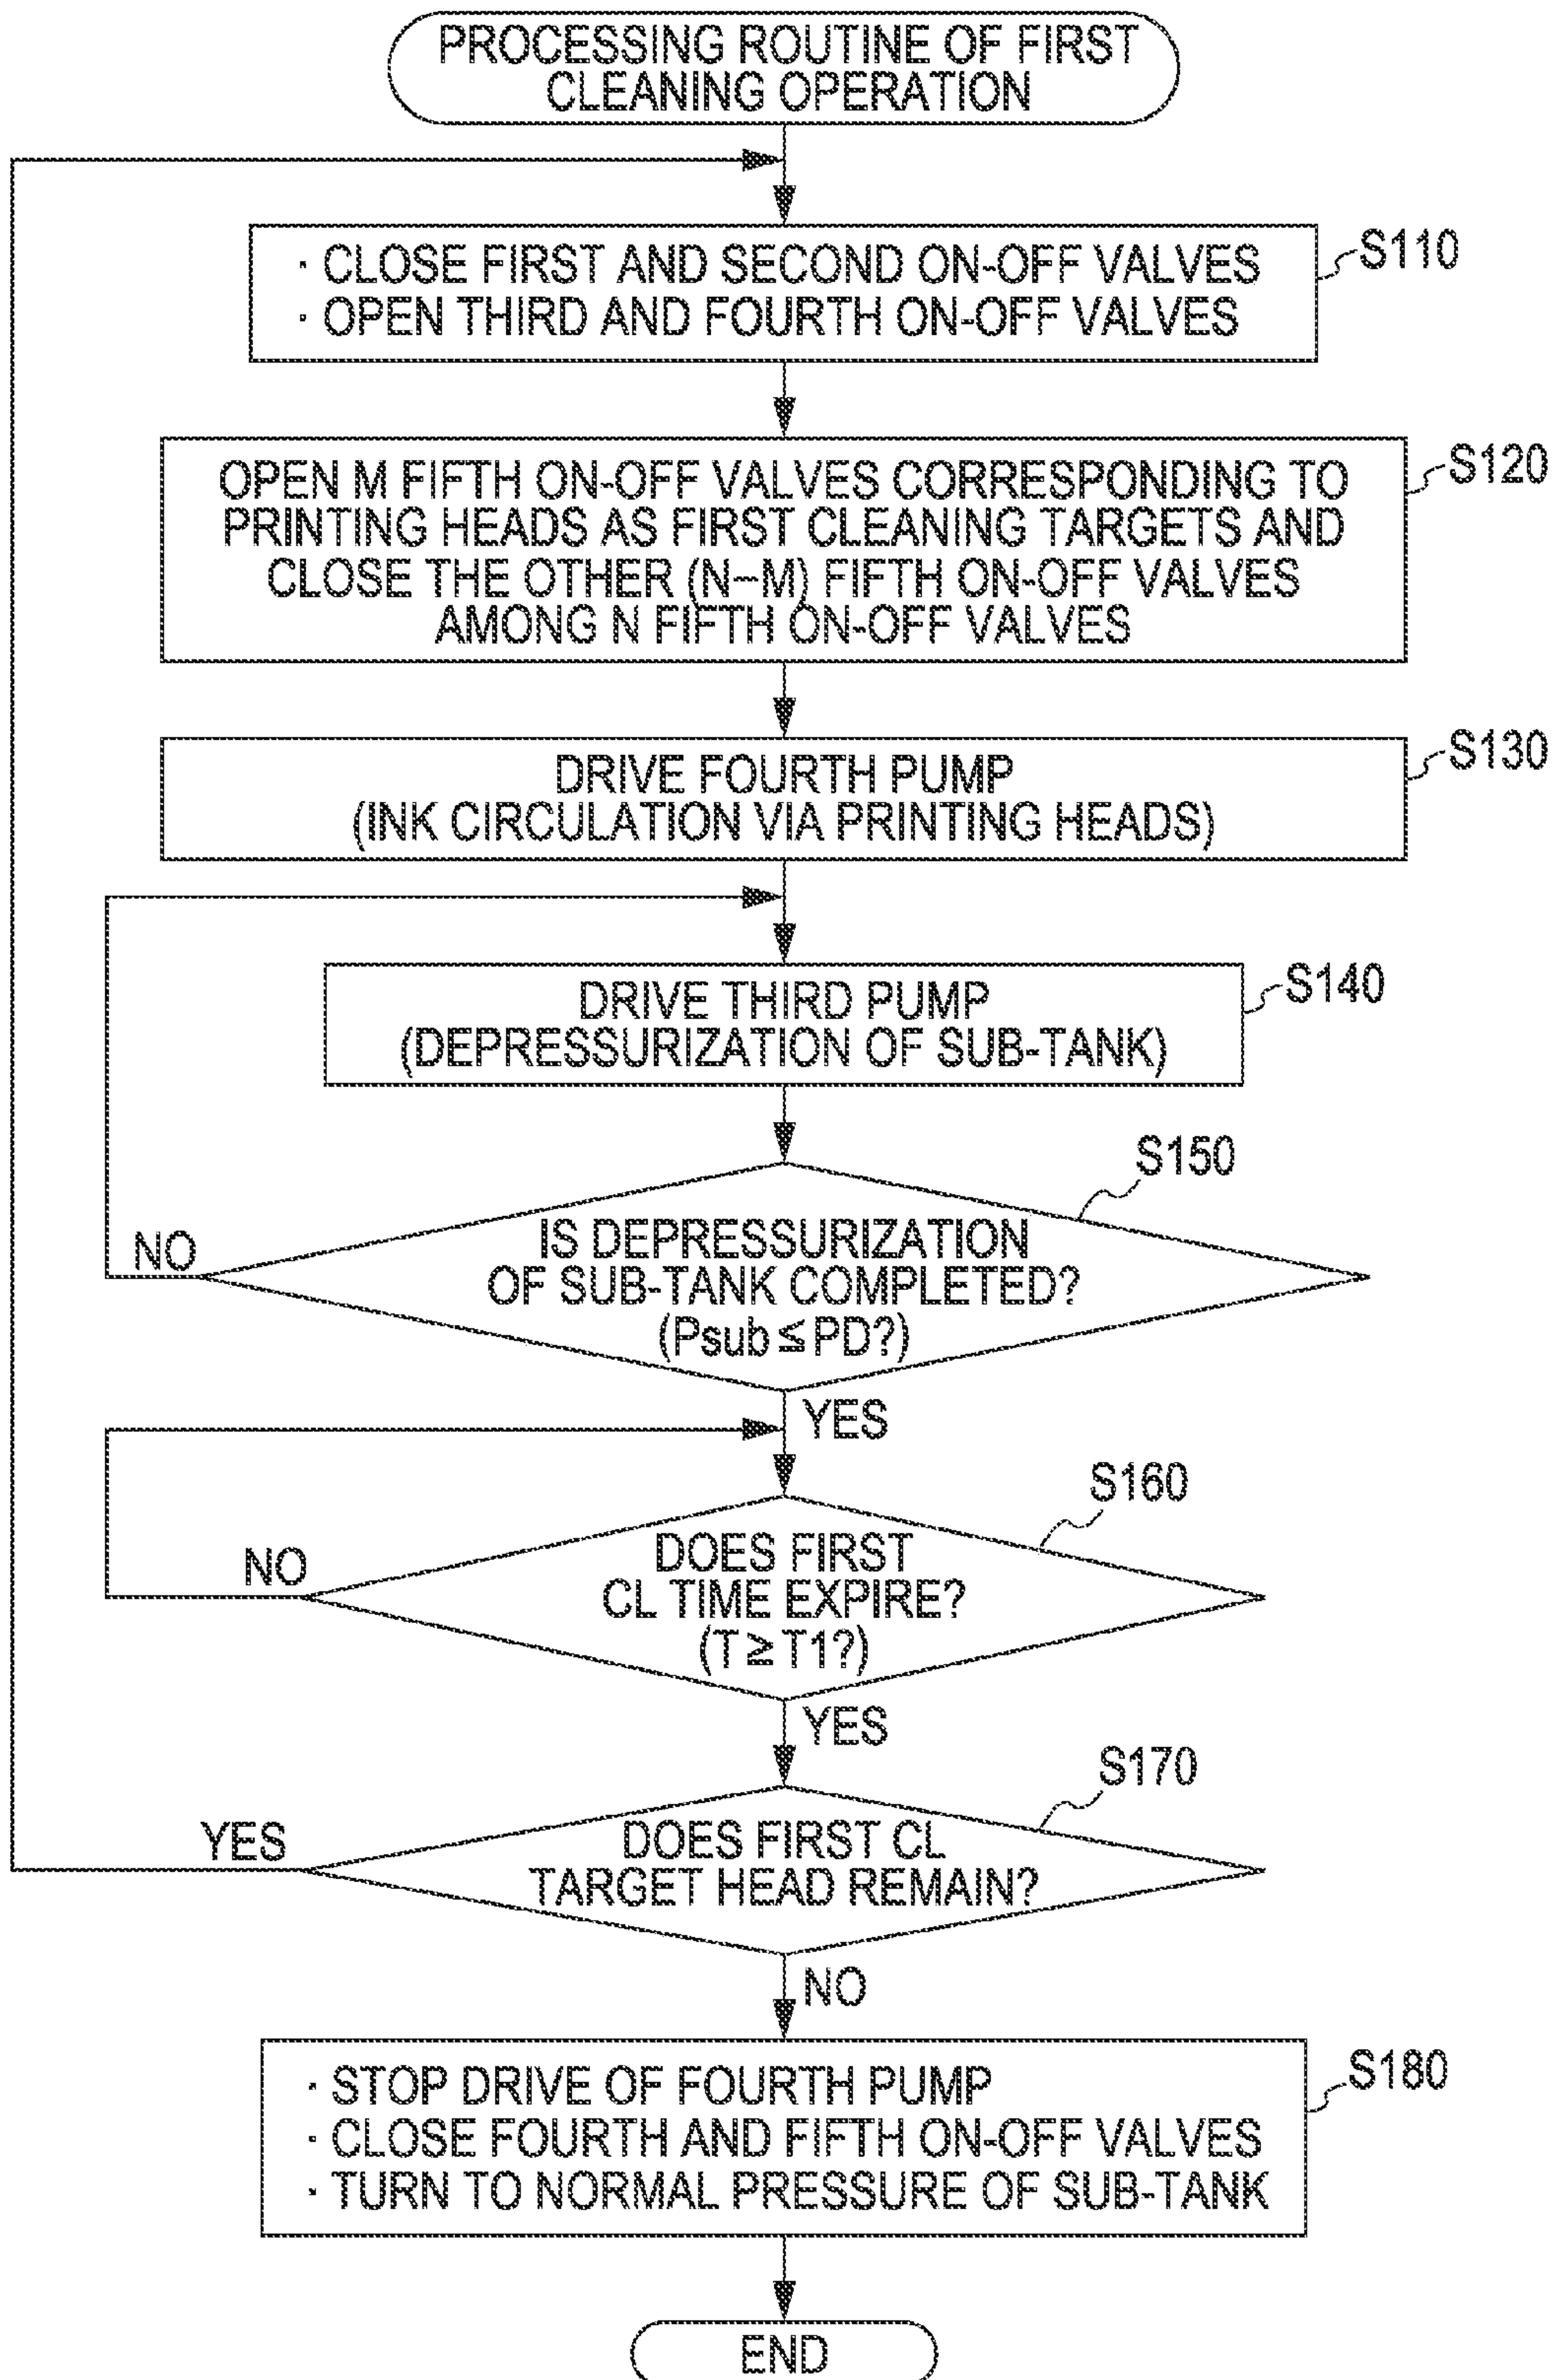 PROCESSING ROUTINE OF FIRST
CLEANING OPERATION
· CLOSE FIRST AND SECOND ON-OFF VALVES
· OPEN THIRD AND FOURTH ON-OFF VALVES
S110
OPEN M FIFTH ON-OFF VALVES CORRESPONDING TO
PRINTING HEADS AS FIRST CLEANING TARGETS AND
CLOSE THE OTHER (N–M) FIFTH ON-OFF VALVES
AMONG N FIFTH ON-OFF VALVES
S120
DRIVE FOURTH PUMP
(INK CIRCULATION VIA PRINTING HEADS)
S130
DRIVE THIRD PUMP
(DEPRESSURIZATION OF SUB-TANK)
S140
S150
IS DEPRESSURIZATION
OF SUB-TANK COMPLETED?
(Psub ≦ PD?)
NO
YES
S160
DOES FIRST
CL TIME EXPIRE?
(T ≧ T1?)
NO
YES
S170
DOES FIRST CL
TARGET HEAD REMAIN?
YES
NO
· STOP DRIVE OF FOURTH PUMP
· CLOSE FOURTH AND FIFTH ON-OFF VALVES
· TURN TO NORMAL PRESSURE OF SUB-TANK
S180
END